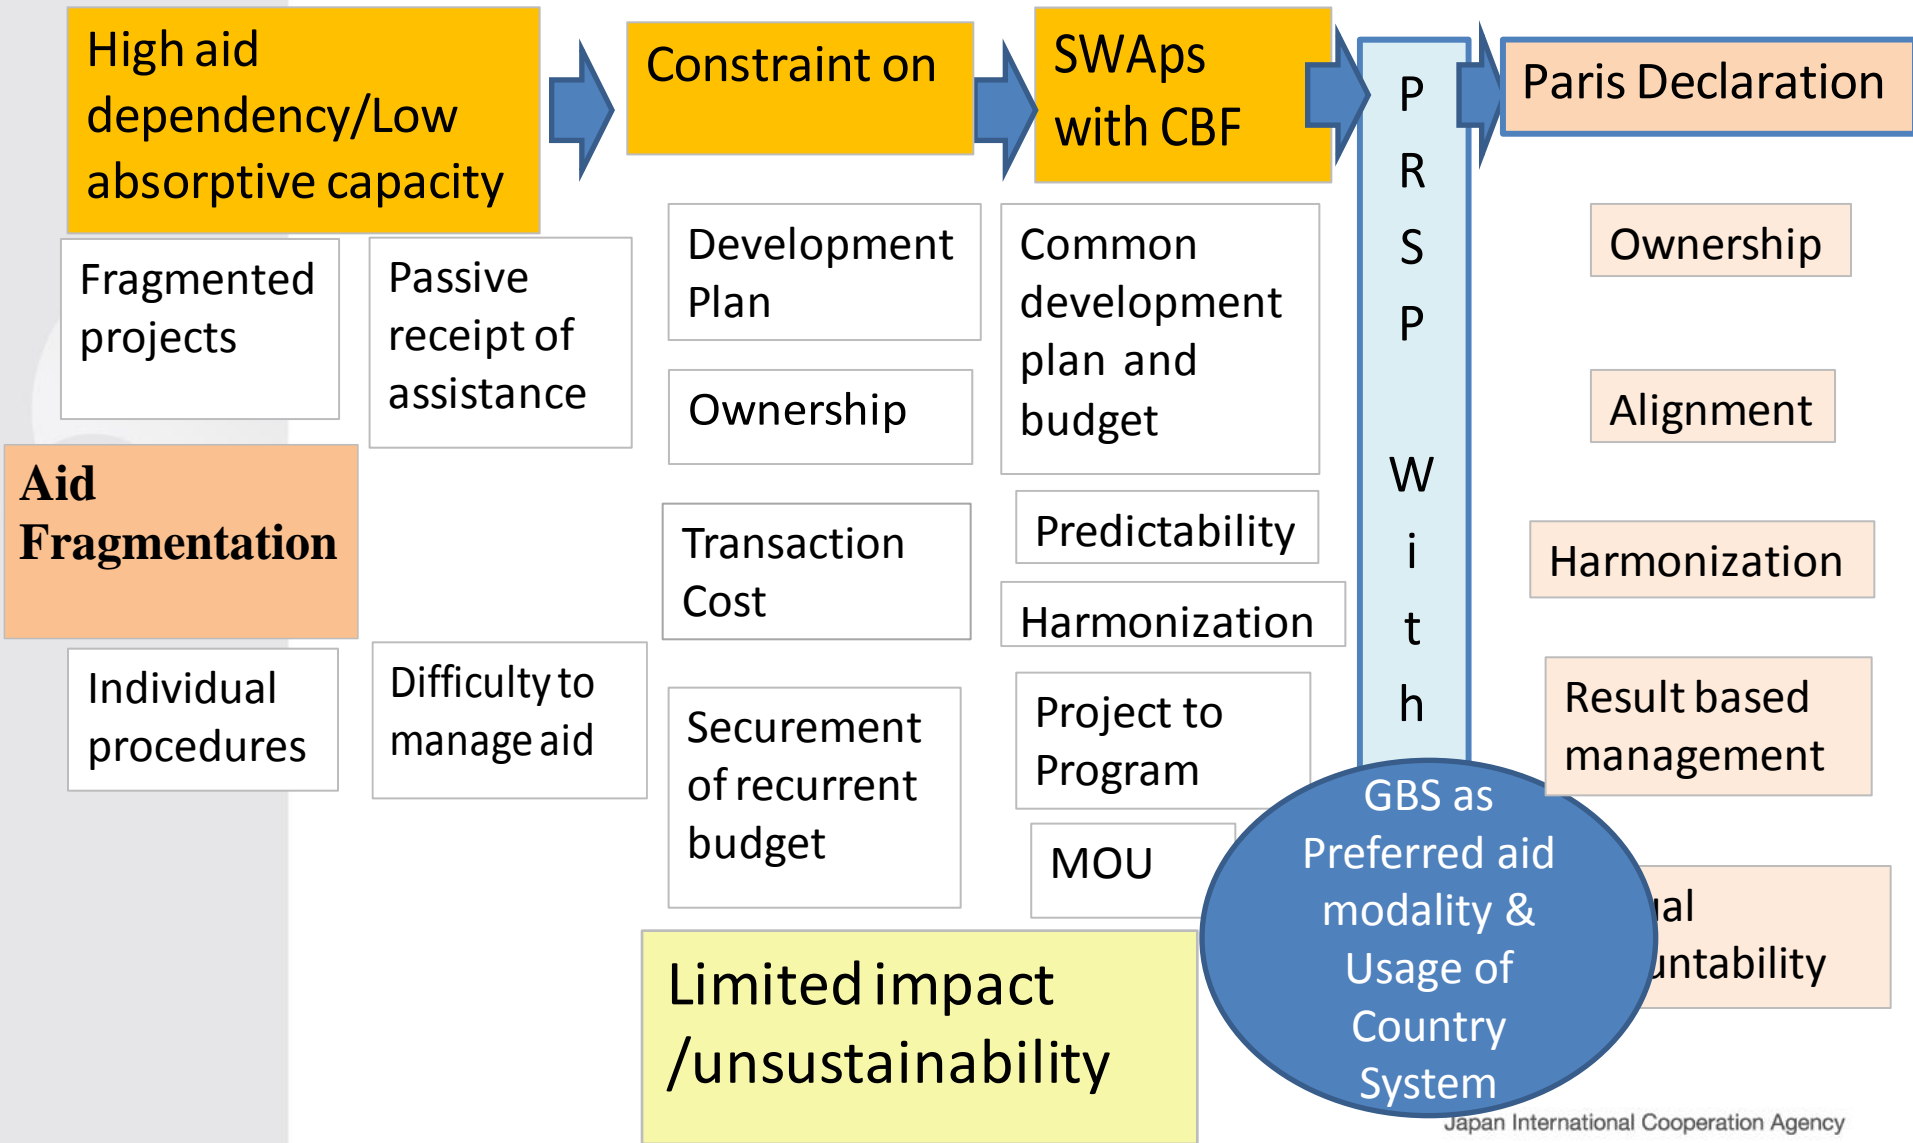 High aid
dependency/Low
absorptive capacity
Constraint on
SWAps
with CBF
P
R
S
P
W
i
t
h
Paris Declaration
Fragmented
projects
Passive
receipt of
assistance
Aid
Fragmentation
Individual
procedures
Difficulty to
manage aid
Development
Plan
Ownership
Transaction
Cost
Securement
of recurrent
budget
Limited impact
/unsustainability
Common
development
plan and
budget
Predictability
Harmonization
Project to
Program
MOU
GBS as
Preferred aid
modality &
Usage of
Country
System
Ownership
Alignment
Harmonization
Result based
management
Japan International Cooperation Agency